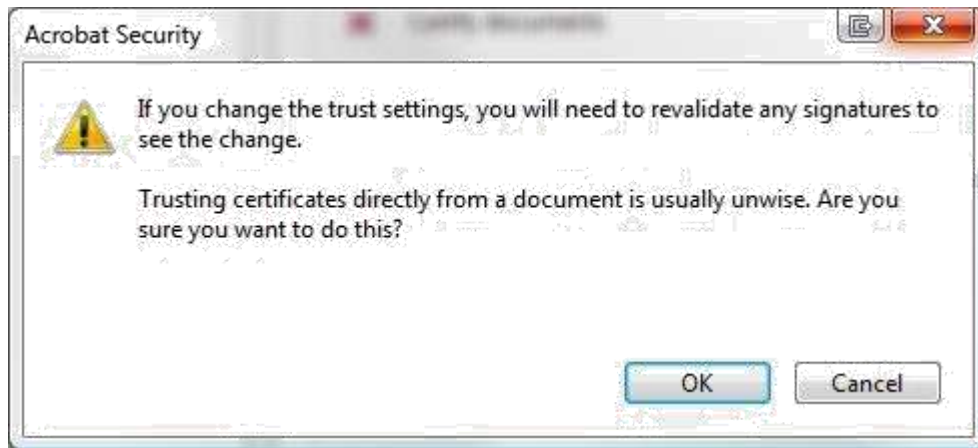 Acrobat Security
If you change the trust settings, you will need to revalidate any signatures to
see the change.
Trusting certificates directly from a document is usually unwise. Are you
sure you want to do this?
OK
Cancel